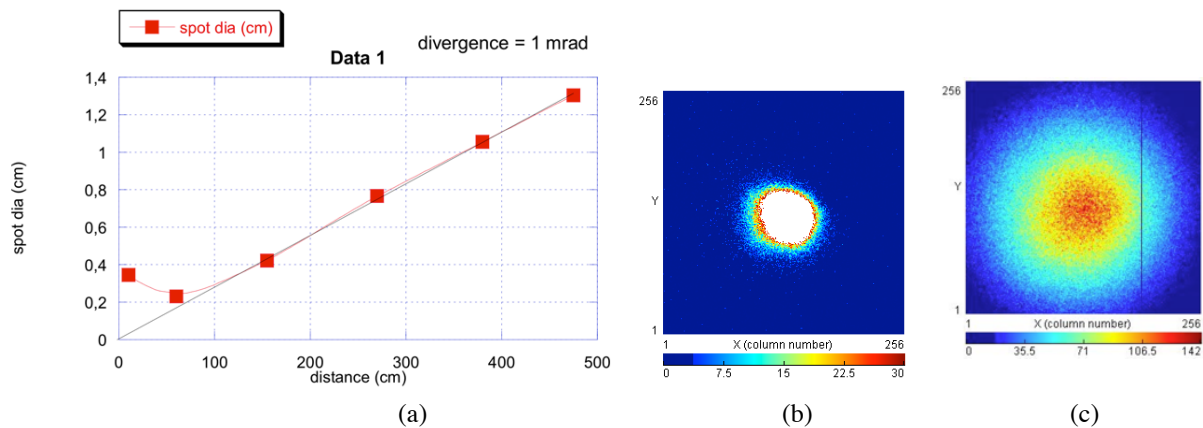 spot dia (cm)
divergence = 1 mrad
Data 1
1,4
1,2
1
0,8
0,6
0,4
0,2
0
spot dia (cm)
0 100 200 300 400 500
distance (cm)
(a)
256
Y
1
1 X (column number) 256
0 7.5 15 22.5 30
(b)
256
Y
1
1 X (column number) 256
0 35.5 71 106.5 142
(c)